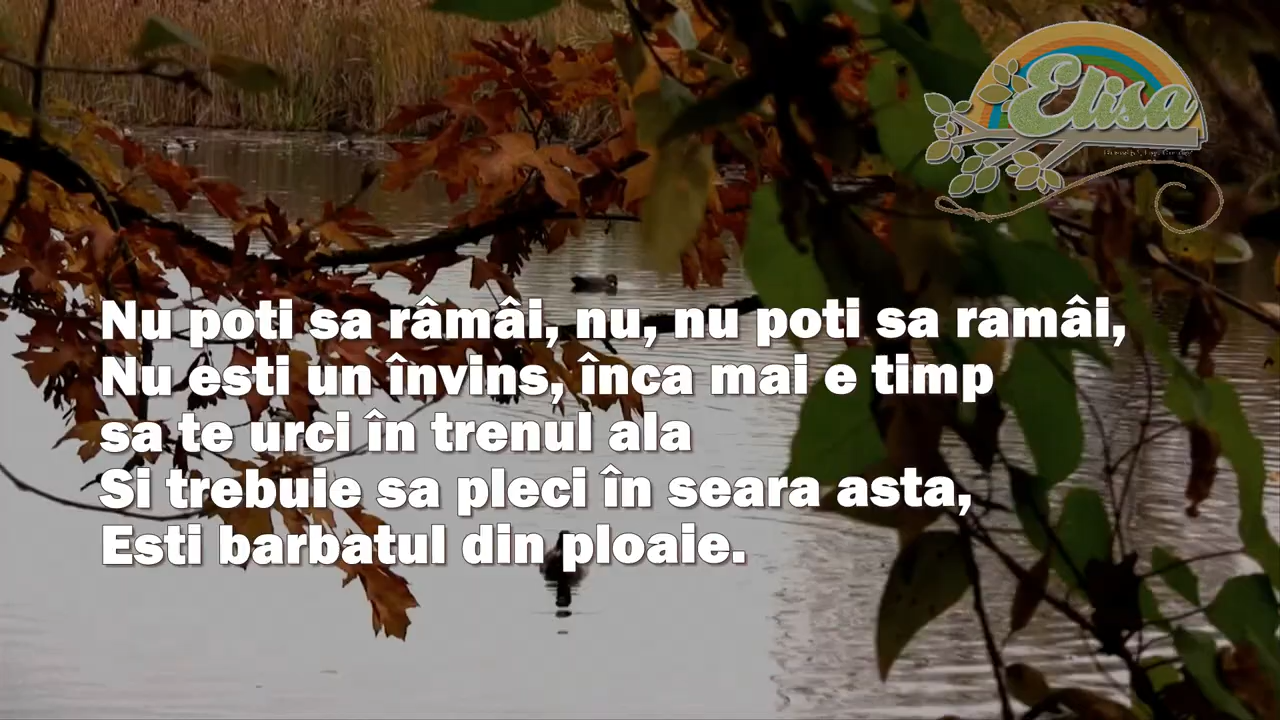 Elisa
Nu poti sa râmâi, nu, nu poti sa ramâi,
Nu esti un învins, înca mai e timp
sa te urci în trenul ala
Si trebuie sa pleci în seara asta,
Esti barbatul din ploaie.